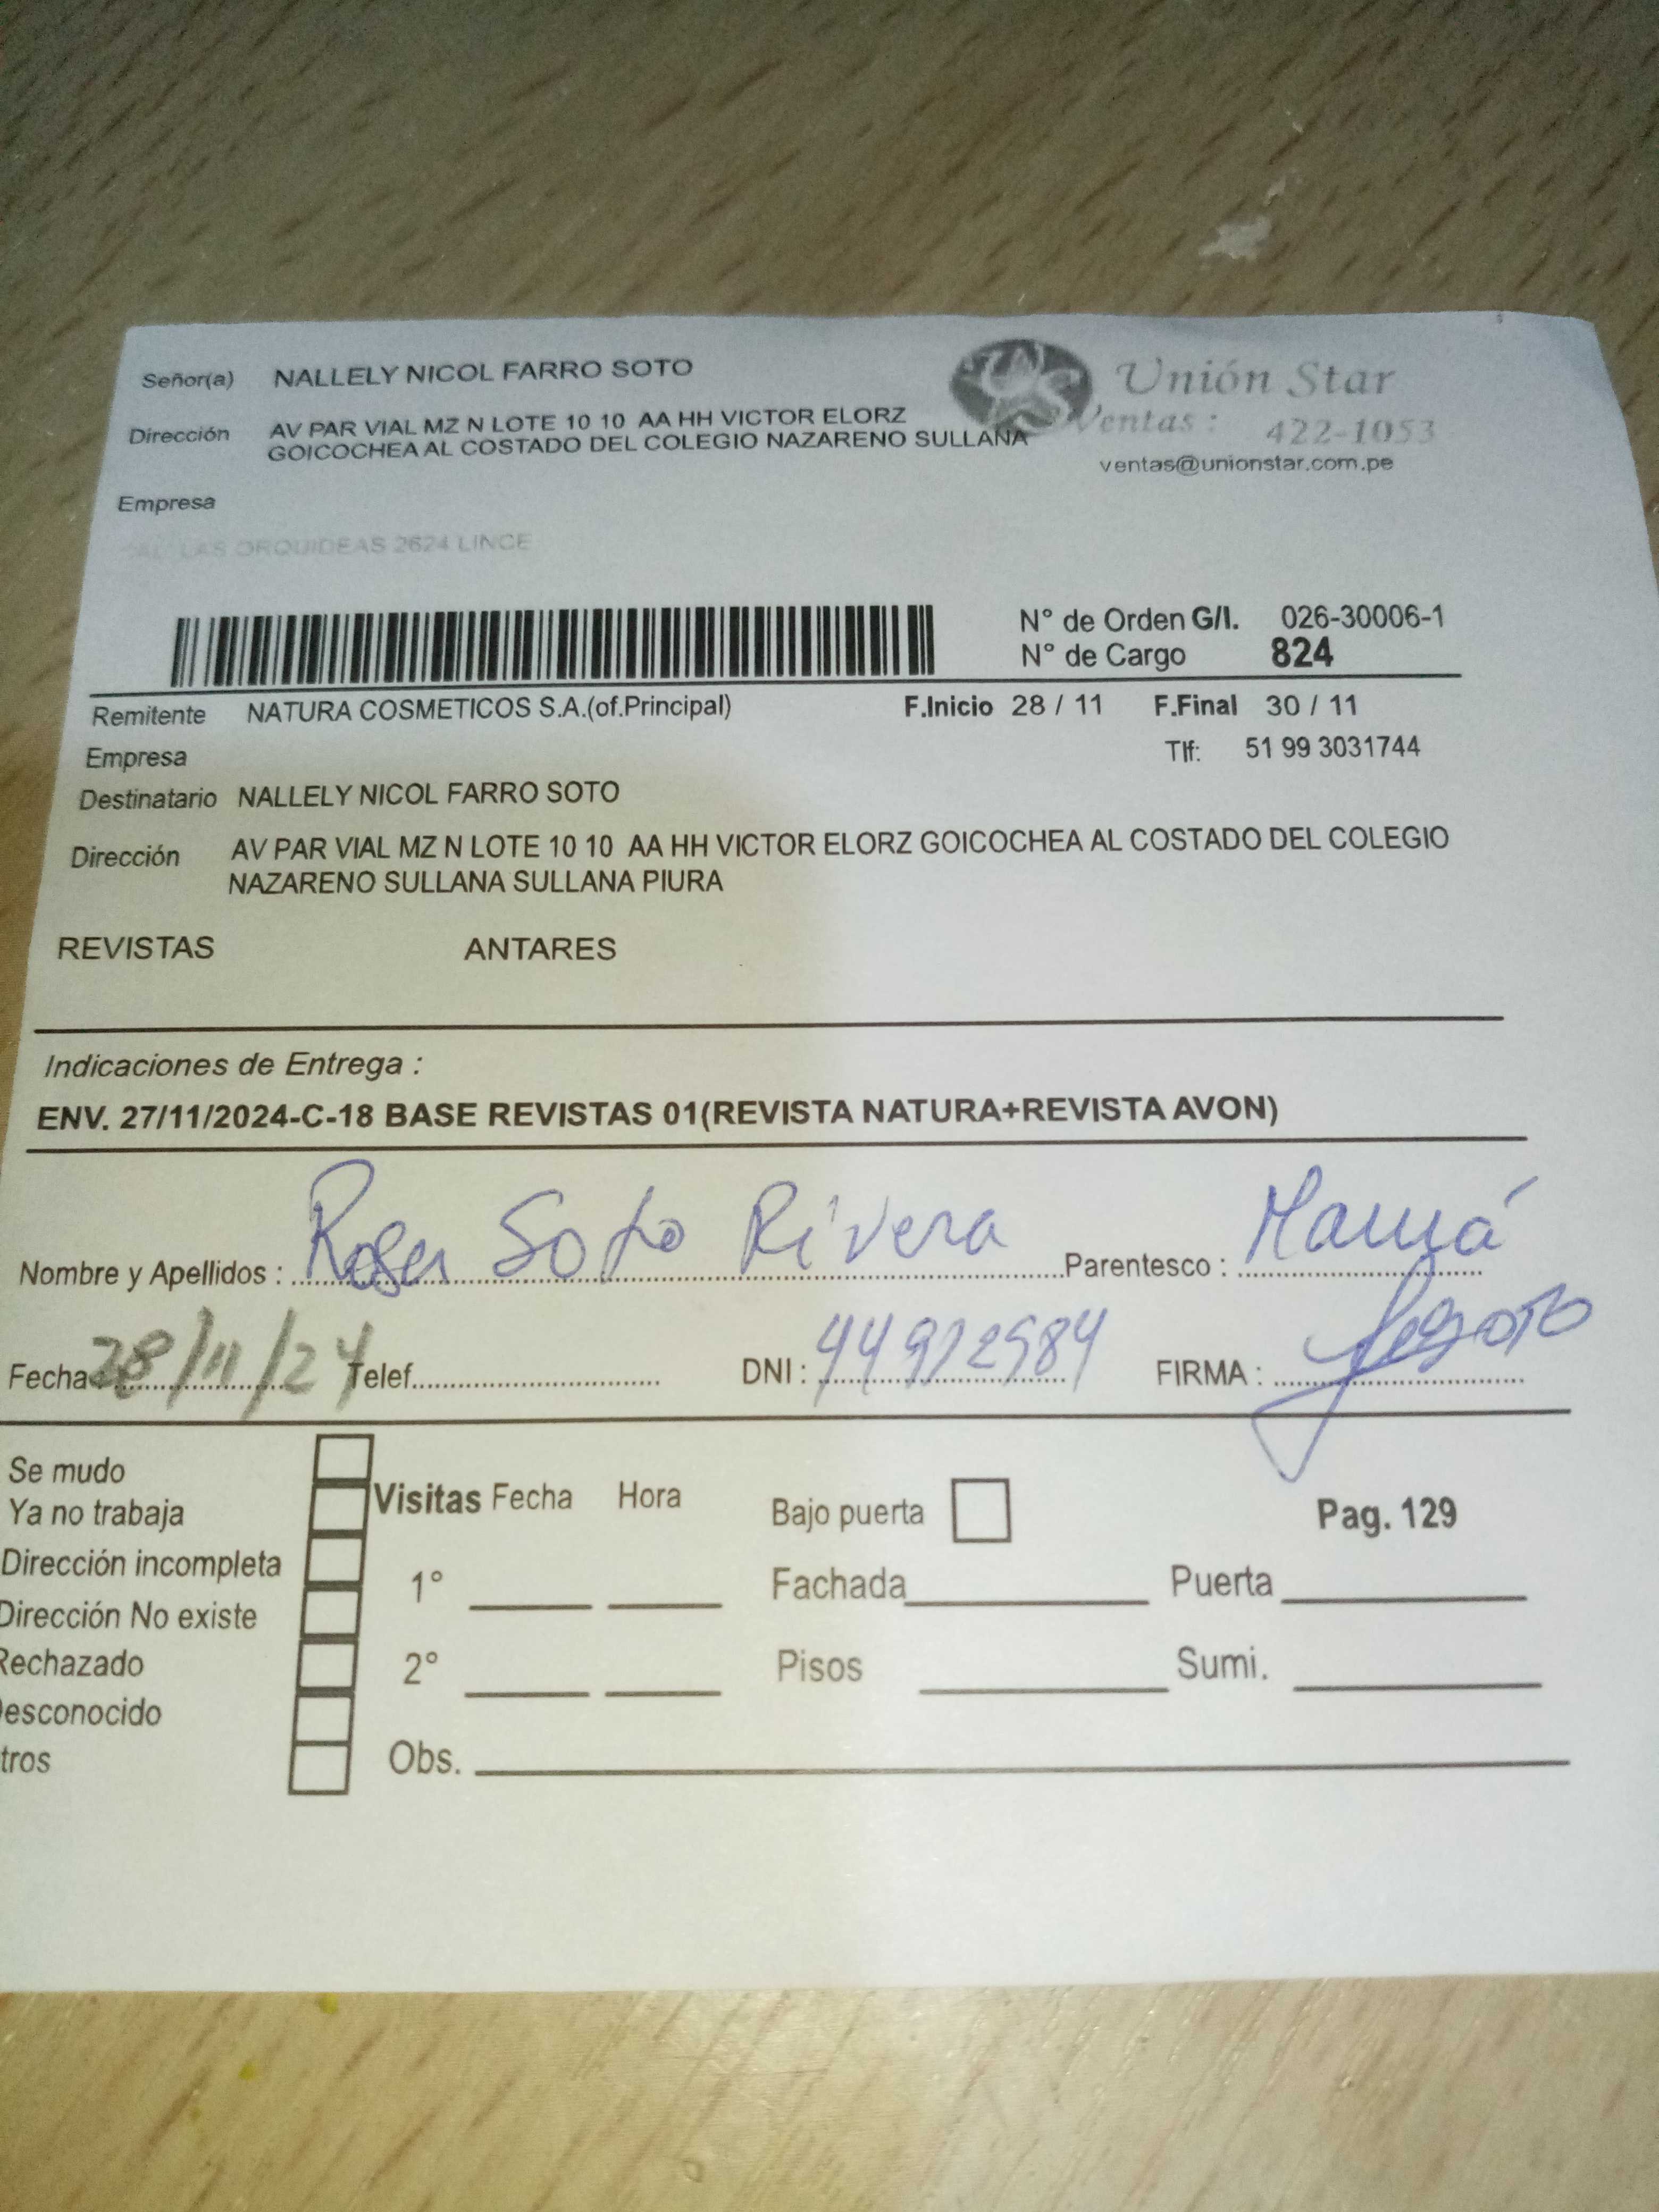 Señor(a) NALLELY NICOL FARRO SOTO
Dirección AV PAR VIAL MZ N LOTE 10 10 AA HH VICTOR ELORZ
GOICOCHEA AL COSTADO DEL COLEGIO NAZARENO SULLANA
Unión Star
Ventas : 422-1053
ventas@unionstar.com.pe
Empresa
LAS ORQUIDEAS 2624 LINCE
N° de Orden G/I. 026-30006-1
N° de Cargo 824
Remitente NATURA COSMETICOS S.A.(of.Principal) F.Inicio 28 / 11 F.Final 30 / 11
Empresa Tlf: 51 99 3031744
Destinatario NALLELY NICOL FARRO SOTO
Dirección AV PAR VIAL MZ N LOTE 10 10 AA HH VICTOR ELORZ GOICOCHEA AL COSTADO DEL COLEGIO
NAZARENO SULLANA SULLANA PIURA
REVISTAS ANTARES
Indicaciones de Entrega :
ENV. 27/11/2024-C-18 BASE REVISTAS 01(REVISTA NATURA+REVISTA AVON)
Nombre y Apellidos : Soto Rivera Parentesco : Mamá
Fecha 28/11/24 Telef. DNI : FIRMA :
Se mudo
Ya no trabaja
Dirección incompleta
Dirección No existe
Rechazado
esconocido
tros
Visitas Fecha Hora
1°
2°
Obs.
Bajo puerta Pag. 129
Fachada Puerta
Pisos Sumi.